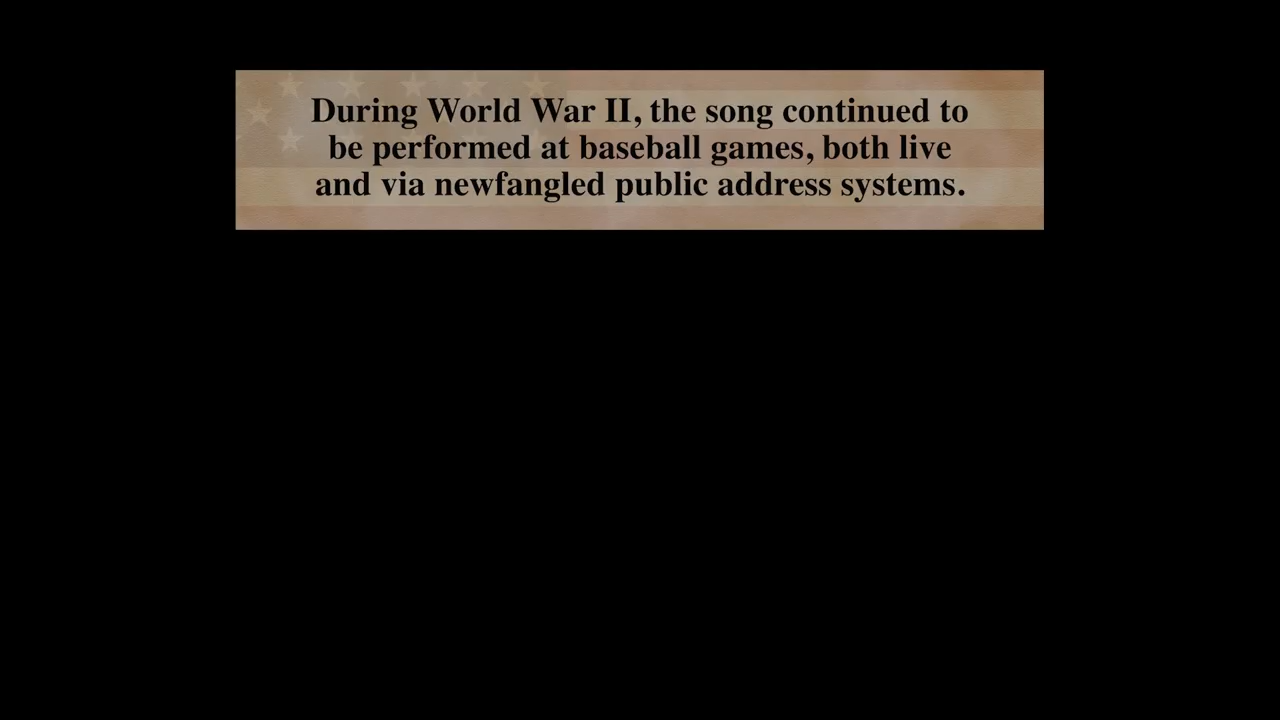 During World War II, the song continued to
be performed at baseball games, both live
and via newfangled public address systems.